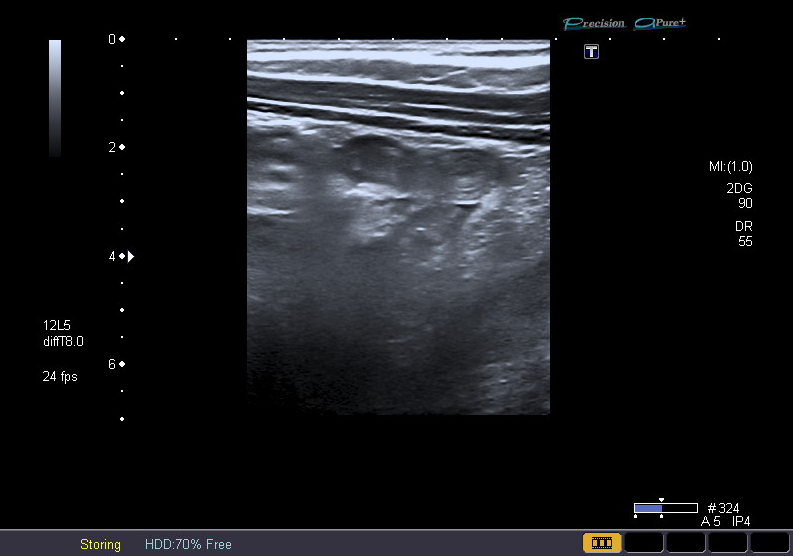 Precision APure+
T
0
2
4
6
MI:(1.0)
2DG
90
DR
55
12L5
diffT8.0
24 fps
#324
A 5 IP4
Storing HDD:70% Free